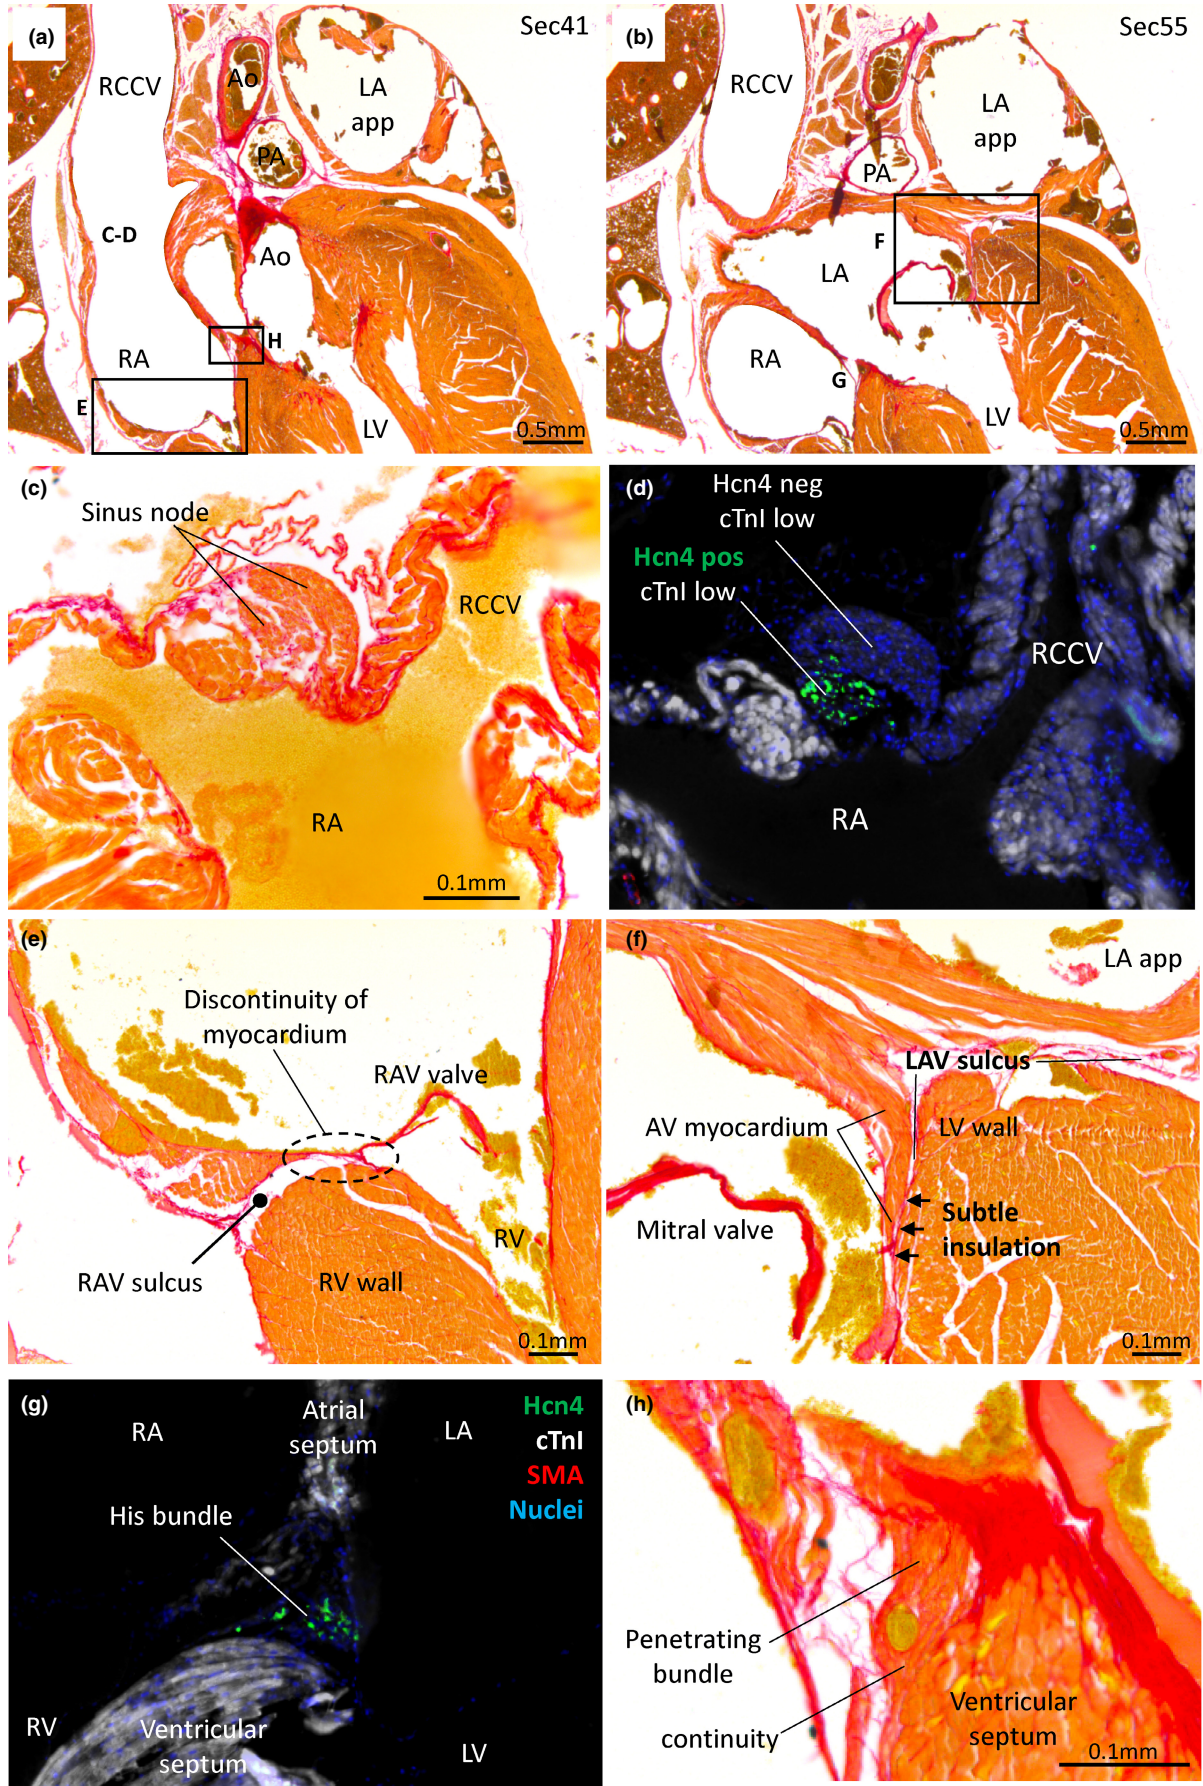 (a)
Sec41
RCCV
Ao
LA
app
PA
C-D
Ao
H
RA
E
LV
0.5mm
(b)
Sec55
RCCV
LA
app
PA
F
LA
RA
G
LV
0.5mm
(c)
Sinus node
RCCV
RA
0.1mm
(d)
Hcn4 neg
cTnI low
Hcn4 pos
cTnI low
RCCV
RA
(e)
Discontinuity of
myocardium
RAV valve
RV
RAV sulcus
RV wall
0.1mm
(f)
LA app
LAV sulcus
AV myocardium
LV wall
Mitral valve
Subtle
insulation
0.1mm
(g)
RA
Atrial
septum
LA
Hcn4
cTnI
SMA
Nuclei
His bundle
RV
Ventricular
septum
LV
(h)
Penetrating
bundle
continuity
Ventricular
septum
0.1mm